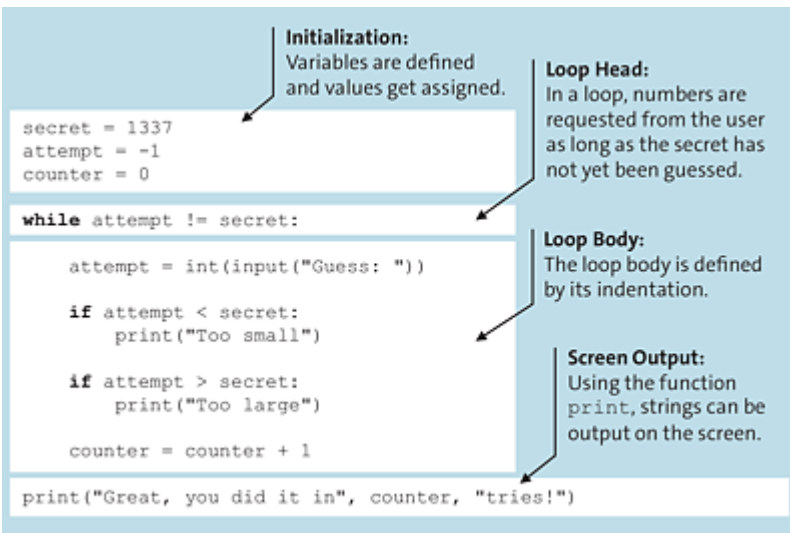 Initialization:
Variables are defined
and values get assigned.
secret = 1337
attempt = -1
counter = 0
Loop Head:
In a loop, numbers are
requested from the user
as long as the secret has
not yet been guessed.
while attempt != secret:
Loop Body:
The loop body is defined
by its indentation.
attempt = int(input("Guess: "))
if attempt < secret:
print("Too small")
if attempt > secret:
print("Too large")
counter = counter + 1
Screen Output:
Using the function
print, strings can be
output on the screen.
print("Great, you did it in", counter, "tries!")